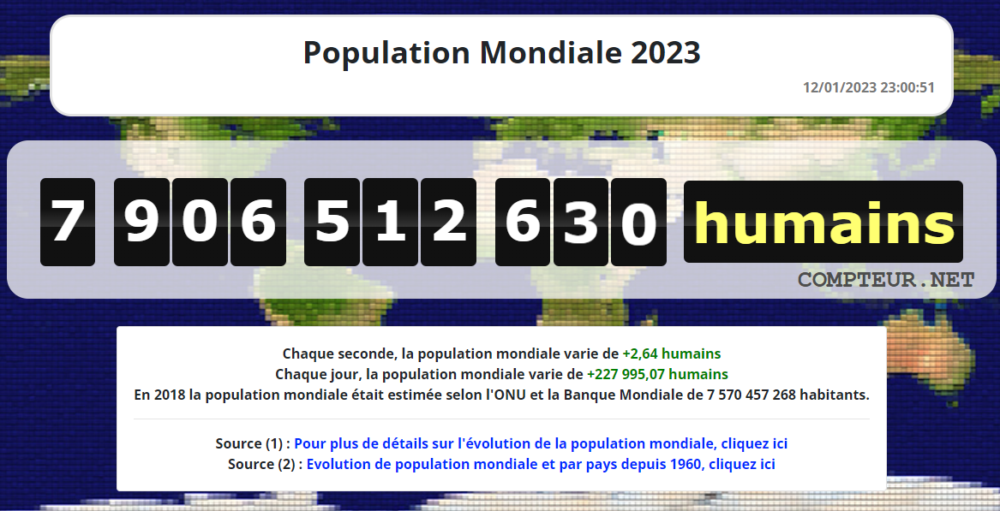 Population Mondiale 2023
12/01/2023 23:00:51
7 906 512 630 humains
COMPTEUR.NET
Chaque seconde, la population mondiale varie de +2,64 humains
Chaque jour, la population mondiale varie de +227 995,07 humains
En 2018 la population mondiale était estimée selon l'ONU et la Banque Mondiale de 7 570 457 268 habitants.
Source (1) : Pour plus de détails sur l'évolution de la population mondiale, cliquez ici
Source (2) : Evolution de population mondiale et par pays depuis 1960, cliquez ici